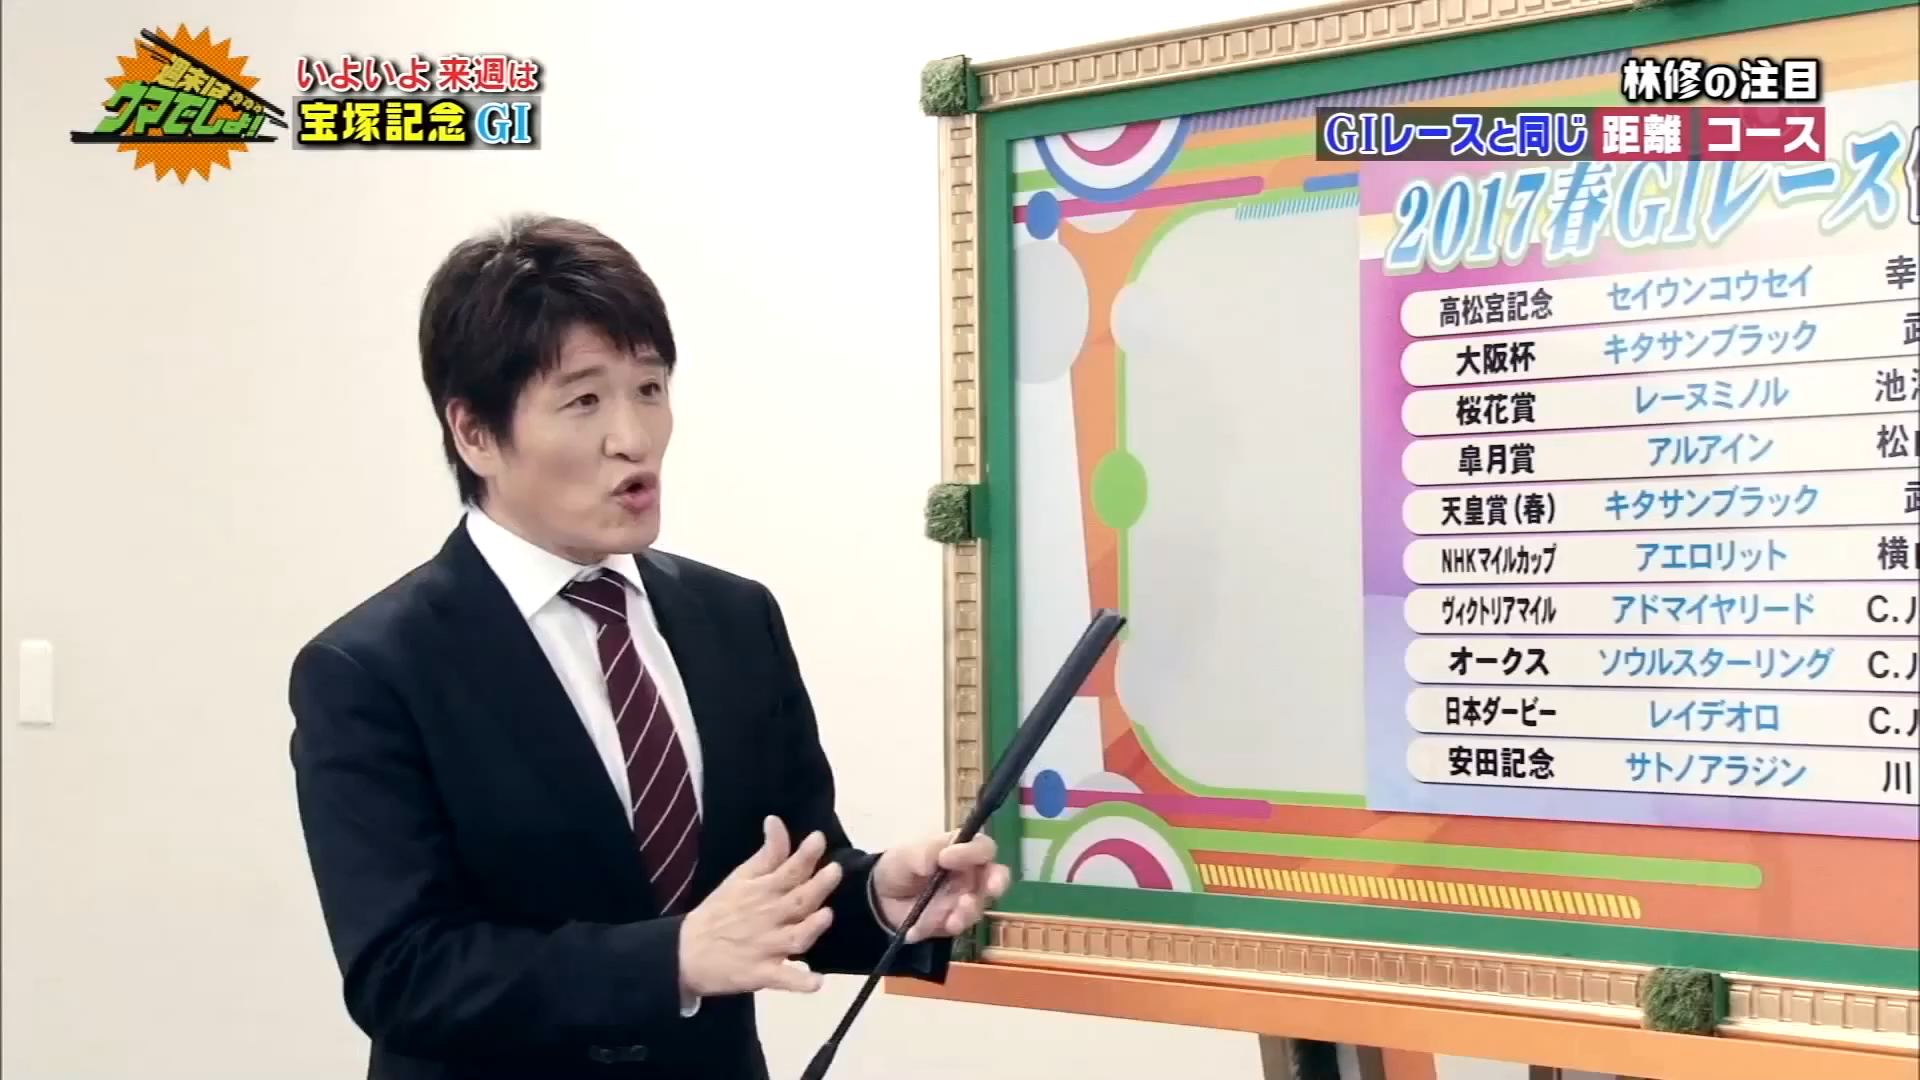 週末は
ウマでしょ!!
いよいよ 来週は
宝塚記念 GI
林修の注目
GIレースと同じ 距離 コース
2017春GIレース
高松宮記念 セイウンコウセイ 幸
大阪杯 キタサンブラック 武
桜花賞 レーヌミノル 池
皐月賞 アルアイン 松
天皇賞(春) キタサンブラック 武
NHKマイルカップ アエロリット 横
ヴィクトリアマイル アドマイヤリード C.ル
オークス ソウルスターリング C.ル
日本ダービー レイデオロ C.ル
安田記念 サトノアラジン 川